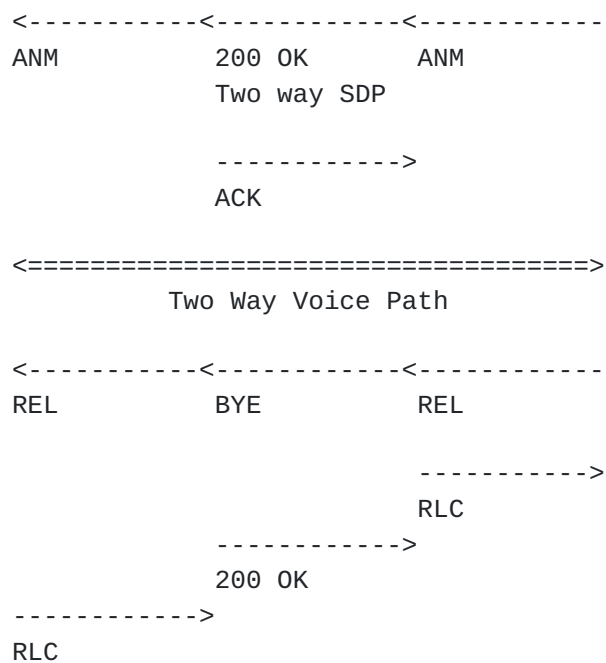 <-----------<------------<------------
ANM          200 OK       ANM
             Two way SDP
             ------------>
             ACK
<====================================>
          Two Way Voice Path
<-----------<------------<------------
REL          BYE          REL
                          ----------->
                          RLC
             ------------>
             200 OK
------------>
RLC